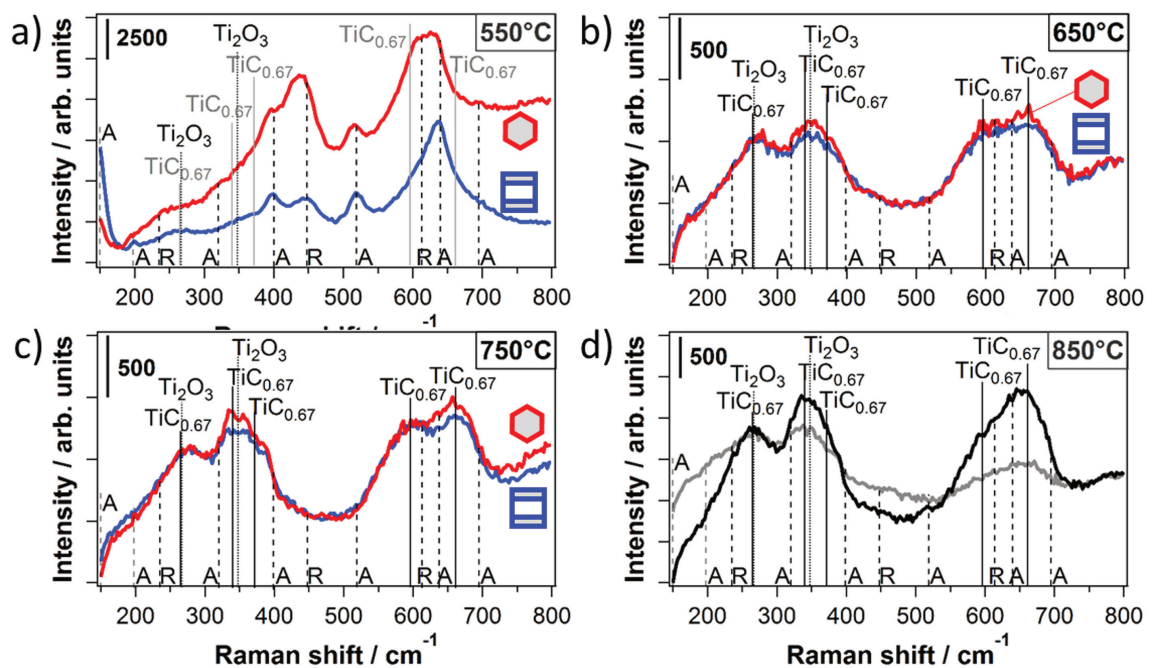 a)
Intensity / arb. units
2500
Ti2O3
TiC0.67
550°C
TiC0.67
TiC0.67
TiC0.67
A
Ti2O3
TiC0.67
A R A A R A R A A
200 300 400 500 600 700 800
-1
b)
Intensity / arb. units
500
Ti2O3
650°C
Ti2O3
TiC0.67
TiC0.67
TiC0.67
TiC0.67
TiC0.67
A
A R A A R A R A A
200 300 400 500 600 700 800
c)
Intensity / arb. units
500
Ti2O3
750°C
Ti2O3
TiC0.67
TiC0.67
TiC0.67
TiC0.67
TiC0.67
A
A R A A R A R A A
200 300 400 500 600 700 800
Raman shift / cm-1
d)
Intensity / arb. units
500
Ti2O3
TiC0.67
850°C
Ti2O3
TiC0.67
TiC0.67
TiC0.67
TiC0.67
A
A R A A R A R A A
200 300 400 500 600 700 800
Raman shift / cm-1